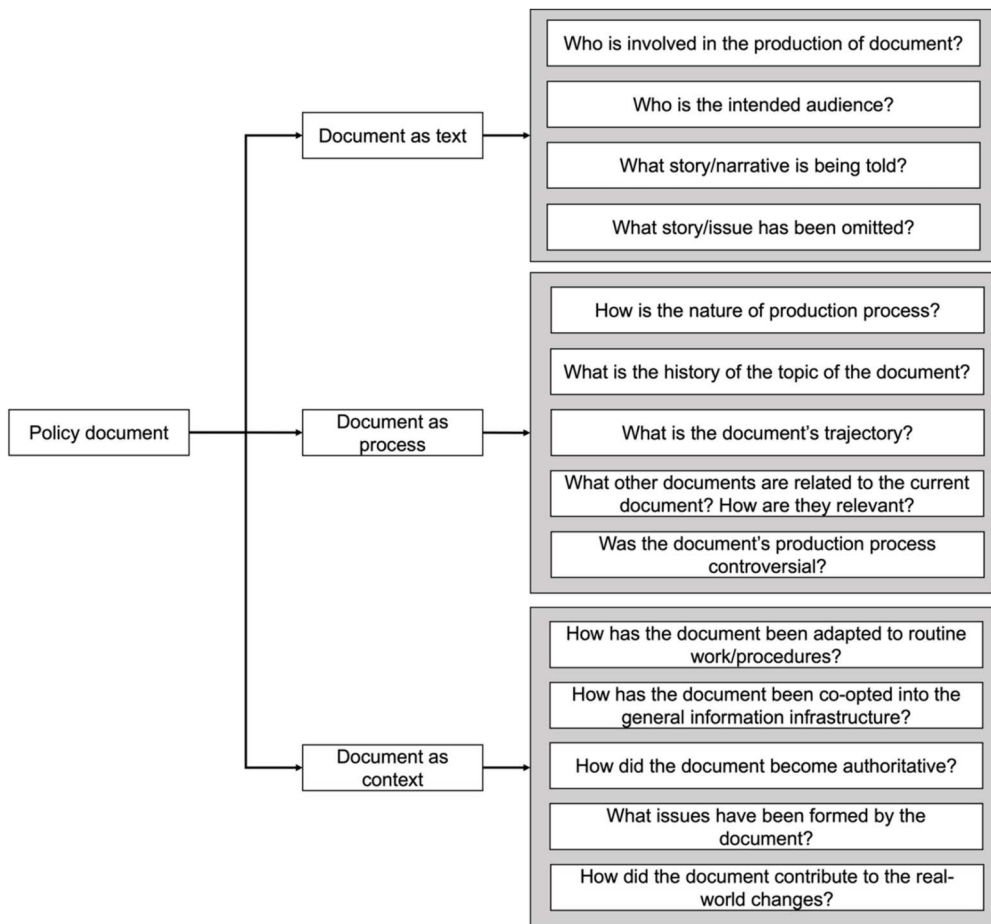 Policy document
Document as text
Who is involved in the production of document?
Who is the intended audience?
What story/narrative is being told?
What story/issue has been omitted?
Document as
process
How is the nature of production process?
What is the history of the topic of the document?
What is the document’s trajectory?
What other documents are related to the current
document? How are they relevant?
Was the document’s production process
controversial?
Document as
context
How has the document been adapted to routine
work/procedures?
How has the document been co-opted into the
general information infrastructure?
How did the document become authoritative?
What issues have been formed by the
document?
How did the document contribute to the real-
world changes?